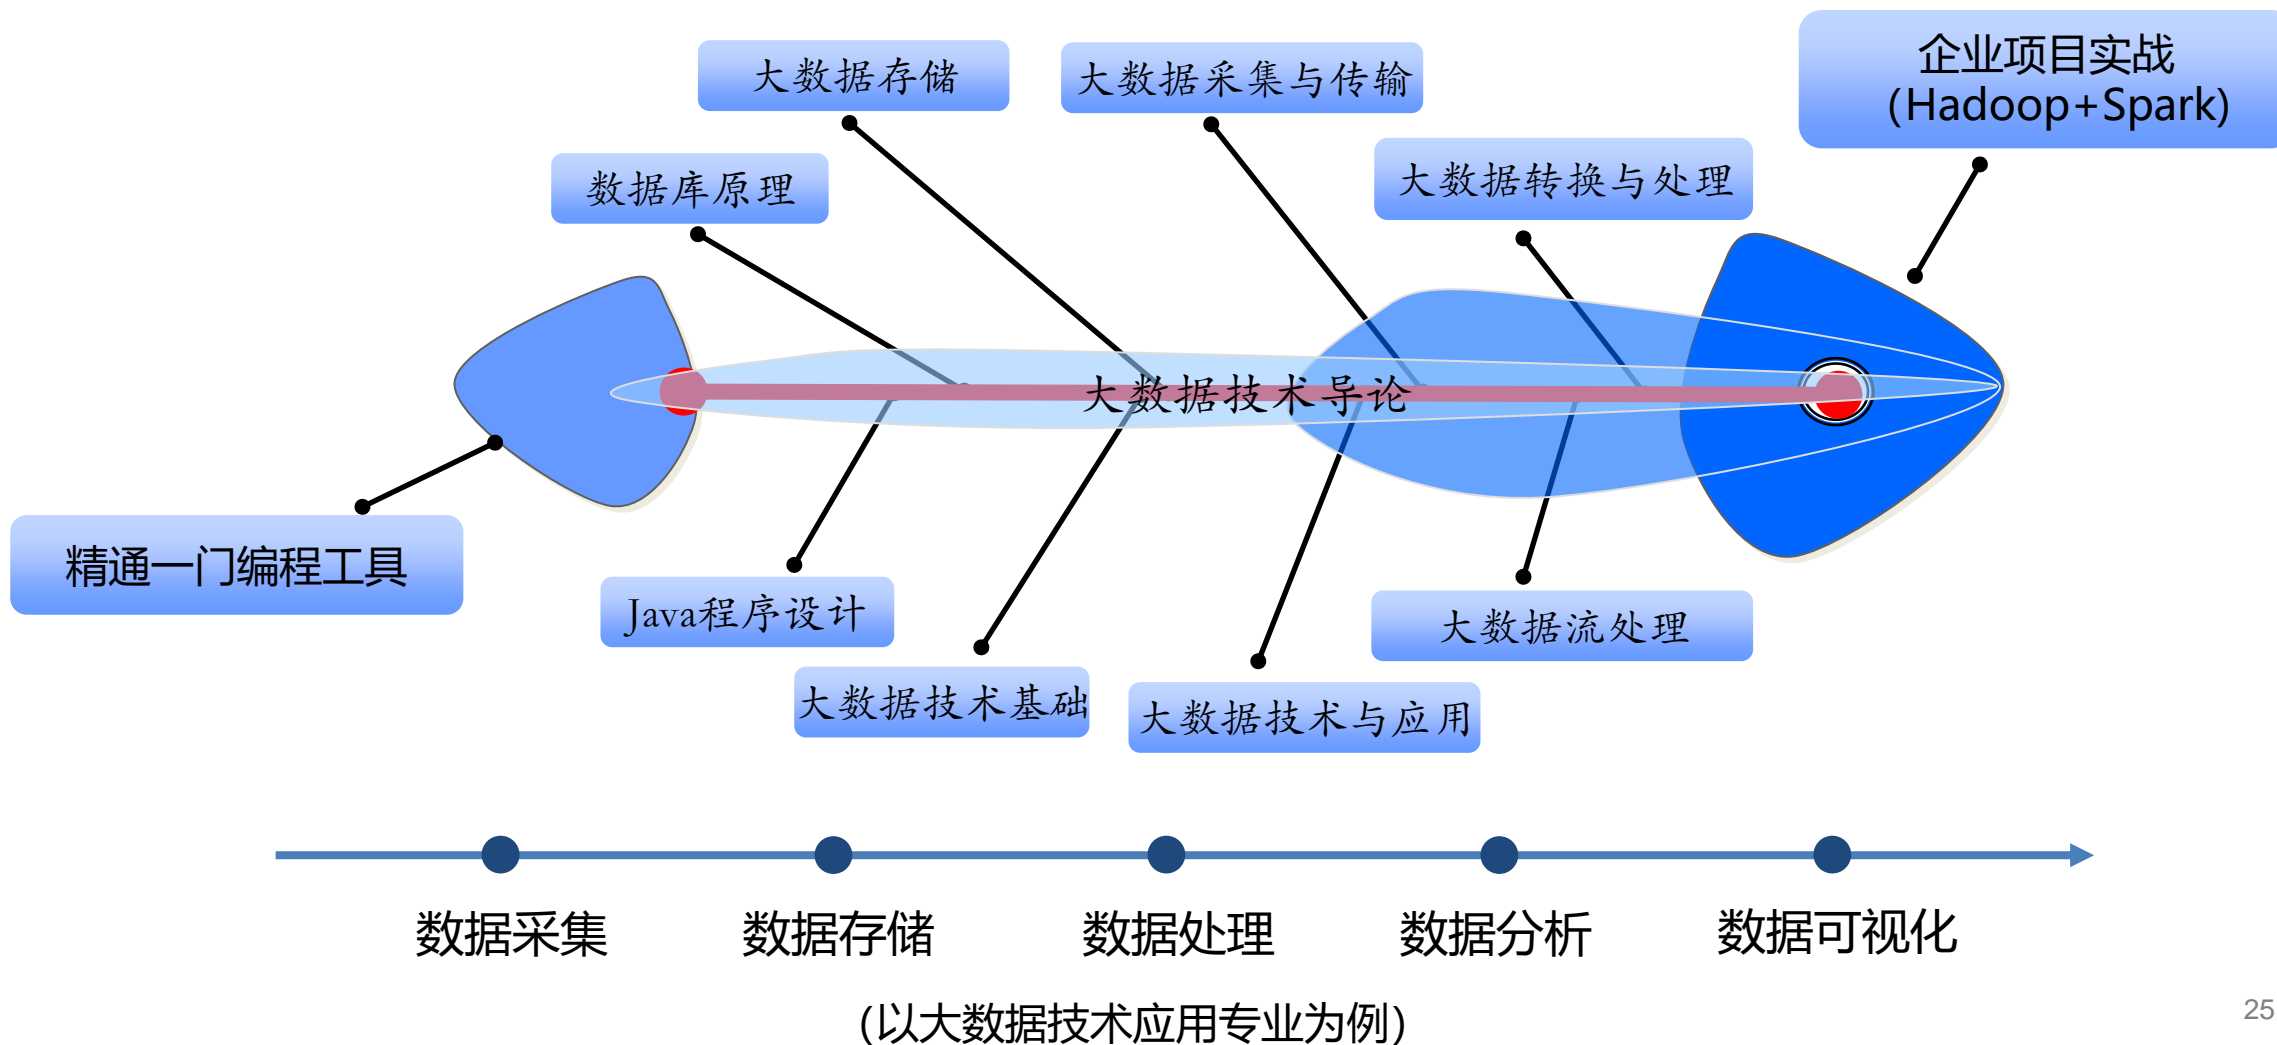 企业项目实战
(Hadoop+Spark)
大数据存储
大数据采集与传输
大数据转换与处理
数据库原理
大数据技术导论
精通一门编程工具
Java程序设计
大数据流处理
大数据技术基础
大数据技术与应用
数据采集
数据存储
数据处理
数据分析
数据可视化
(以大数据技术应用专业为例)
25